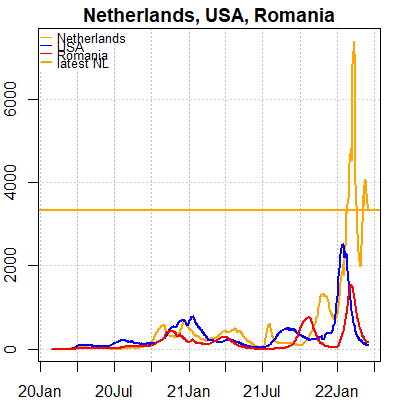 Netherlands, USA, Romania
Netherlands
USA
Romania
latest NL
6000
4000
2000
0
20Jan 20Jul 21Jan 21Jul 22Jan